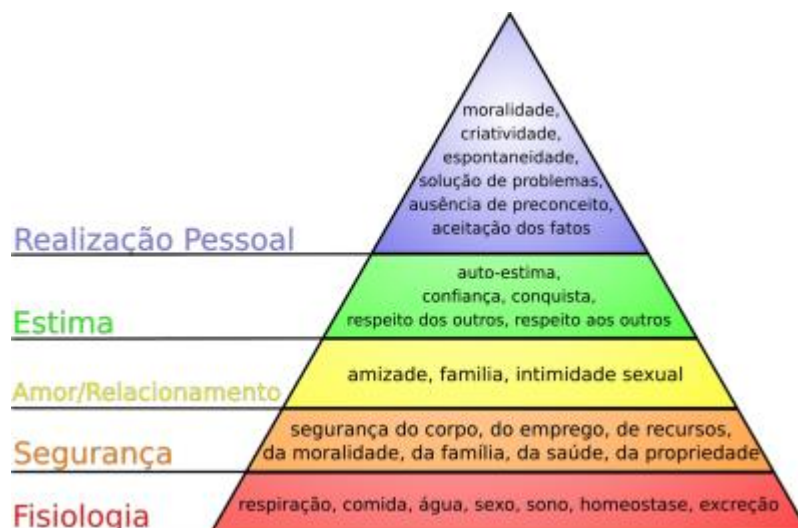 moralidade,
criatividade,
espontaneidade,
solução de problemas,
ausência de preconceito,
aceitação dos fatos
Realização Pessoal
auto-estima,
confiança, conquista,
respeito dos outros, respeito aos outros
Estima
amizade, família, intimidade sexual
Amor/Relacionamento
segurança do corpo, do emprego, de recursos,
da moralidade, da família, da saúde, da propriedade
Segurança
respiração, comida, água, sexo, sono, homeostase, excreção
Fisiologia